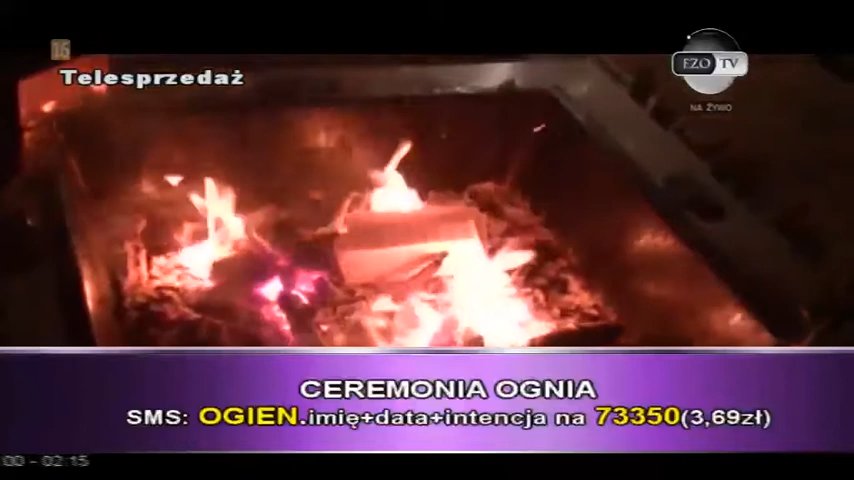 16
Telesprzedaż
EZO TV
NA ŻYWO
CEREMONIA OGNIA
SMS: OGIEN.imię+data+intencja na 73350(3,69zł)
00 - 02:15